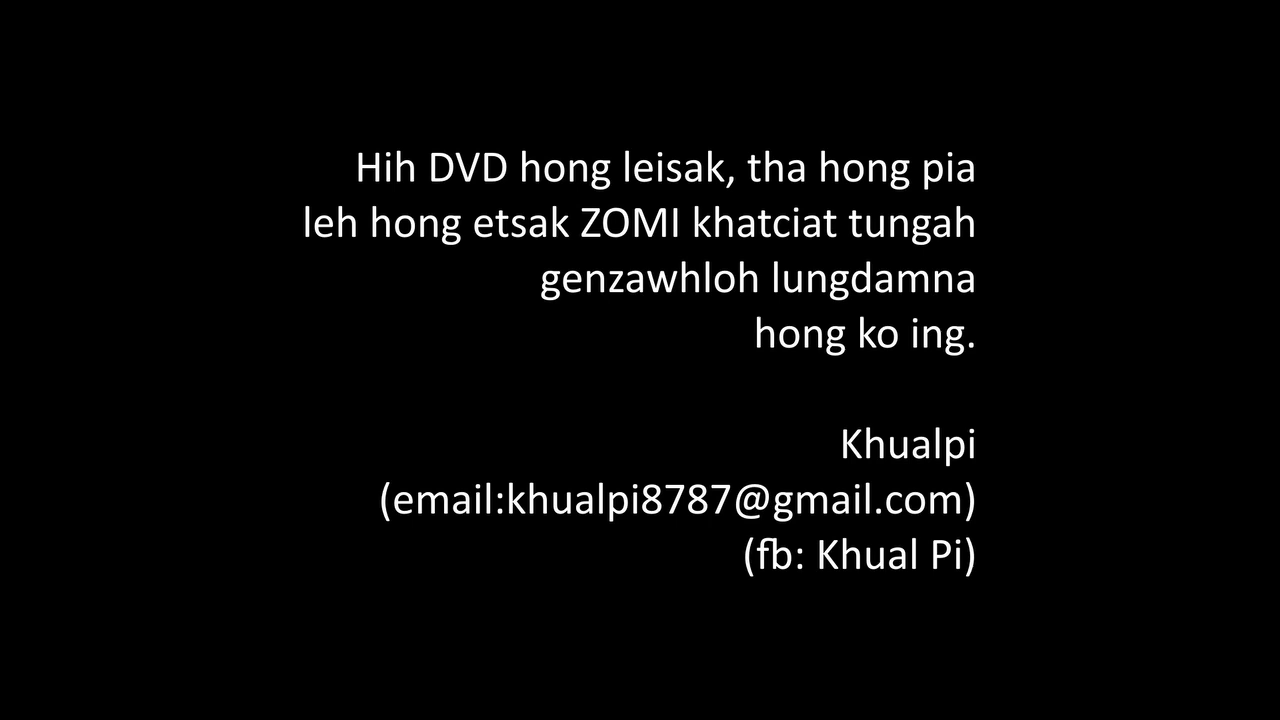 Hih DVD hong leisak, tha hong pia
leh hong etsak ZOMI khatciat tungah
genzawhloh lungdamna
hong ko ing.
Khualpi
(email:khualpi8787@gmail.com)
(fb: Khual Pi)